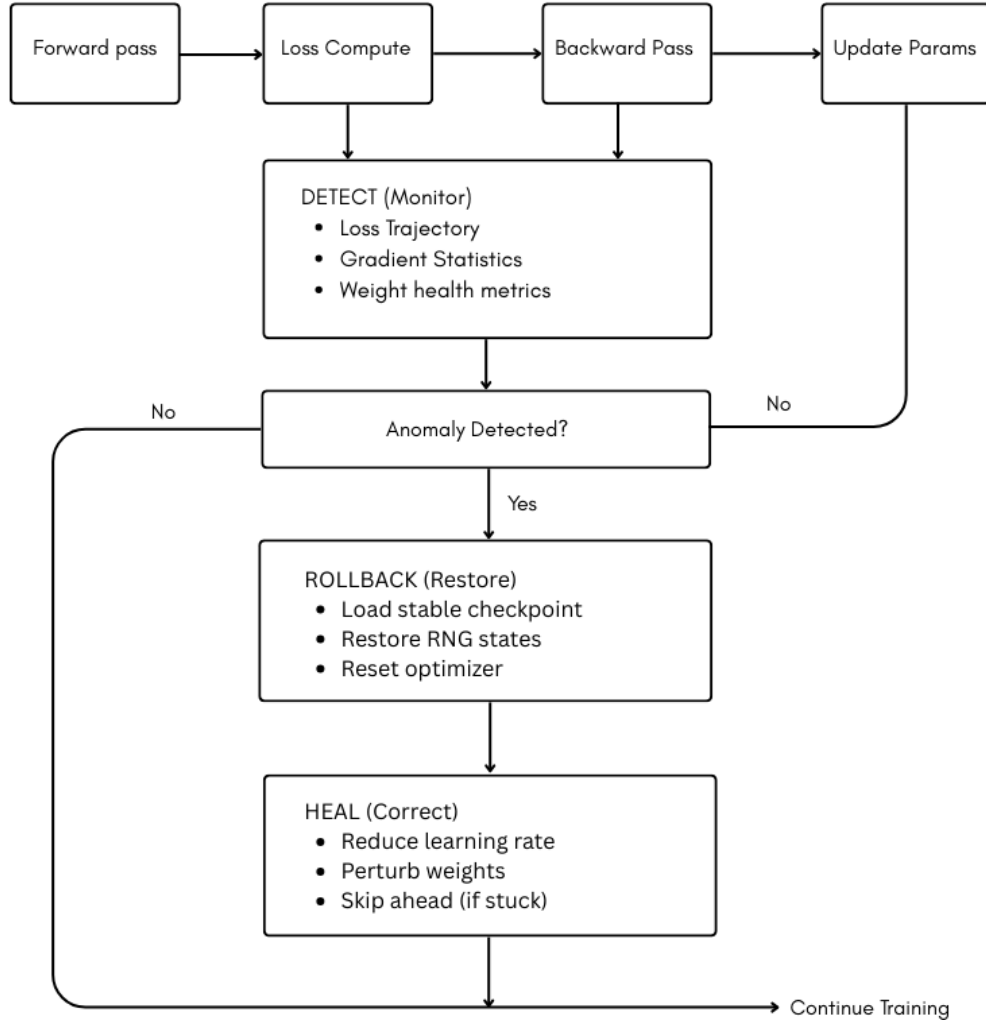 Forward pass
Loss Compute
Backward Pass
Update Params
DETECT (Monitor)
• Loss Trajectory
• Gradient Statistics
• Weight health metrics
No
Anomaly Detected?
No
Yes
ROLLBACK (Restore)
• Load stable checkpoint
• Restore RNG states
• Reset optimizer
HEAL (Correct)
• Reduce learning rate
• Perturb weights
• Skip ahead (if stuck)
Continue Training